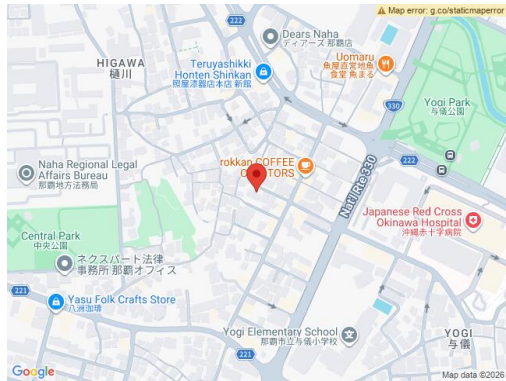 Map error: g.co/staticmaperror
222
Dears Naha
ディアーズ 那覇店
HIGAWA
樋川
Teruyashikki
Honten Shinkan
照屋漆器店本店 新館
Uomaru
魚屋直営地魚
食堂 魚まる
330
Yogi Park
与儀公園
222
rokkan COFFEE
Naha Regional Legal
Affairs Bureau
那覇地方法務局
Nat'l Rte 330
Japanese Red Cross
Okinawa Hospital
沖縄赤十字病院
Central Park
中央公園
ネクスパート法律
事務所 那覇オフィス
221
Yasu Folk Crafts Store
八洲珈琲
221
Yogi Elementary School
那覇市立与儀小学校
YOGI
与儀
221
Google
Map data ©2026